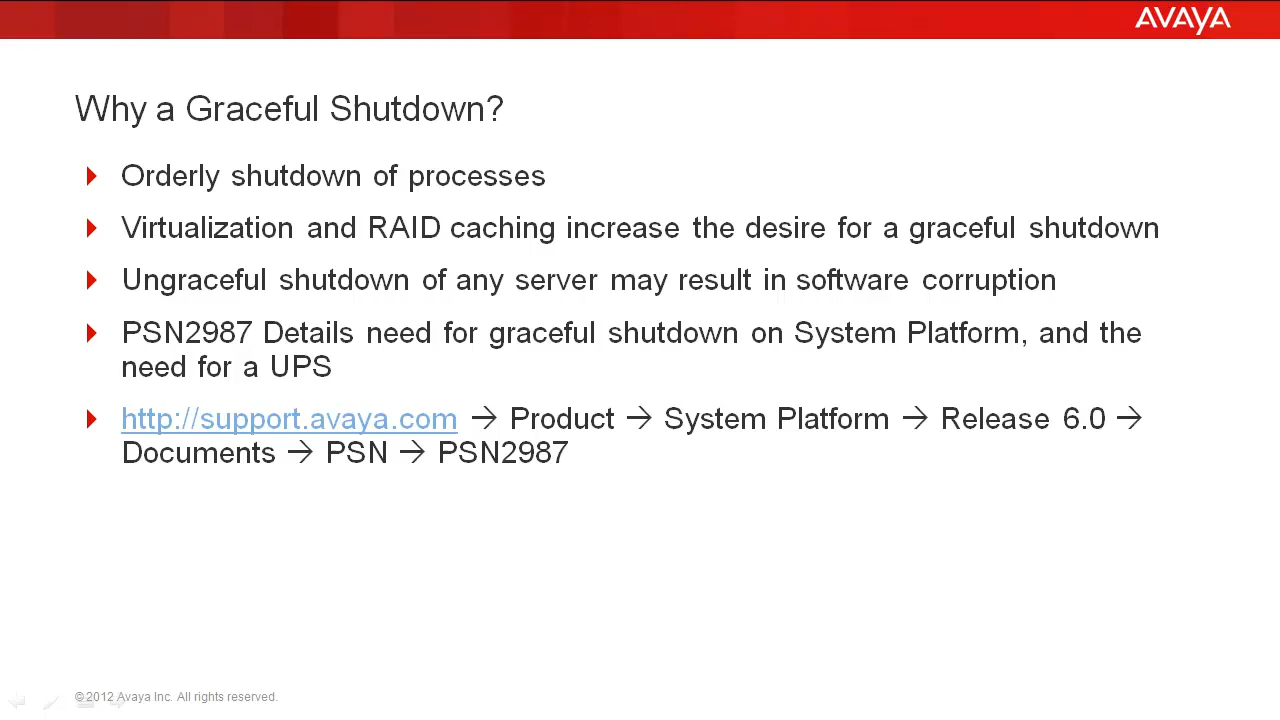 AVAYA
Why a Graceful Shutdown?
Orderly shutdown of processes
Virtualization and RAID caching increase the desire for a graceful shutdown
Ungraceful shutdown of any server may result in software corruption
PSN2987 Details need for graceful shutdown on System Platform, and the
need for a UPS
http://support.avaya.com → Product → System Platform → Release 6.0 →
Documents → PSN → PSN2987
©2012 Avaya Inc. All rights reserved.